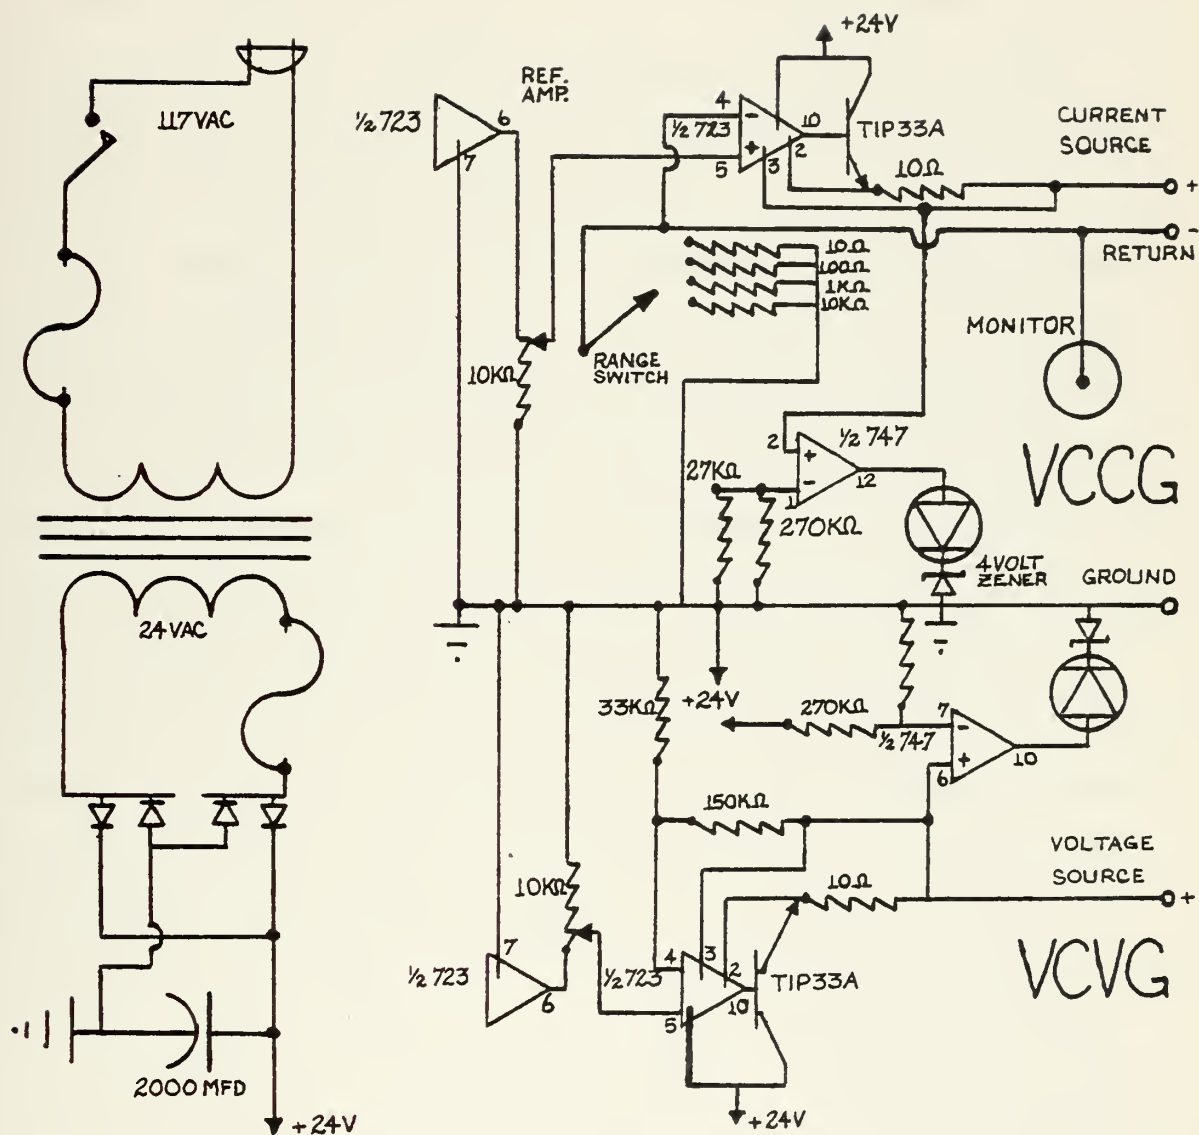 117VAC
24VAC
2000 MFD
+24V
½ 723
6
7
REF.
AMP.
10KΩ
+24V
4
½ 723
5
-
+
10
3
2
TIP33A
10Ω
CURRENT
SOURCE
+
-
RETURN
10Ω
100Ω
1KΩ
10KΩ
RANGE
SWITCH
MONITOR
VCCG
2
½ 747
+
-
1
12
27KΩ
270KΩ
4 VOLT
ZENER
GROUND
+24V
33KΩ
270KΩ
½ 747
7
-
+
6
10
150KΩ
VOLTAGE
SOURCE
10Ω
+
VCVG
10KΩ
½ 723
7
6
½ 723
4
3
2
5
10
TIP33A
+24V